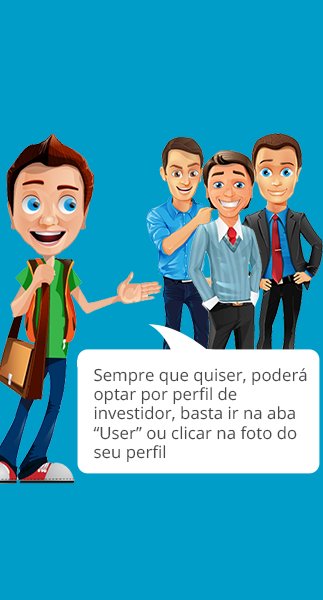 Sempre que quiser, poderá
optar por perfil de
investidor, basta ir na aba
“User” ou clicar na foto do
seu perfil